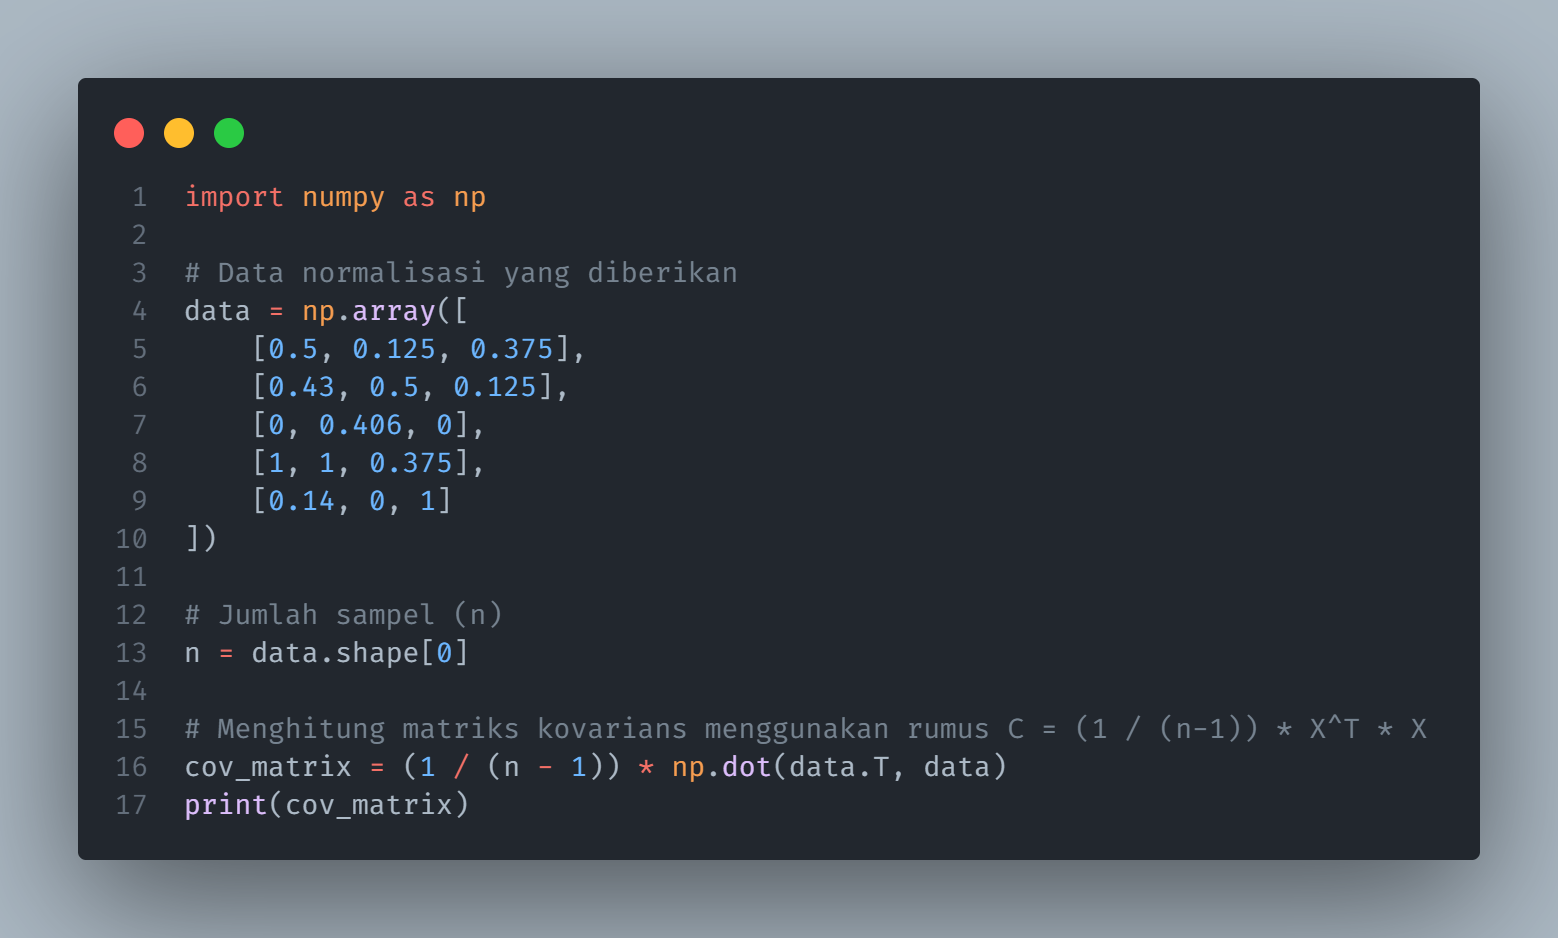 1 import numpy as np
2
3 # Data normalisasi yang diberikan
4 data = np.array([
5     [0.5, 0.125, 0.375],
6     [0.43, 0.5, 0.125],
7     [0, 0.406, 0],
8     [1, 1, 0.375],
9     [0.14, 0, 1]
10 ])
11
12 # Jumlah sampel (n)
13 n = data.shape[0]
14
15 # Menghitung matriks kovarians menggunakan rumus C = (1 / (n-1)) * X^T * X
16 cov_matrix = (1 / (n - 1)) * np.dot(data.T, data)
17 print(cov_matrix)